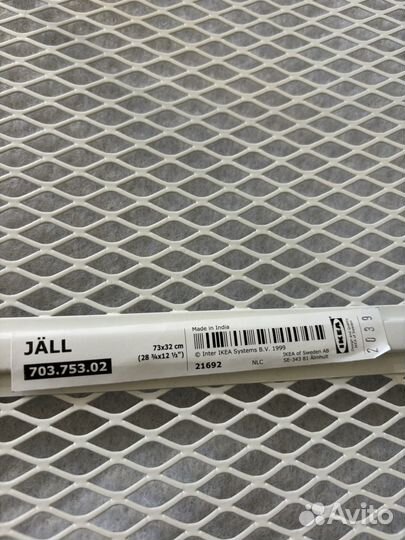 JÄLL
703.753.02
73x32 cm
(28 ¾x12 ½")
Made in India
© Inter IKEA Systems B.V. 1999
21692 NLC
IKEA of Sweden AB
SE-343 81 Älmhult
IKEA
2039
Avito